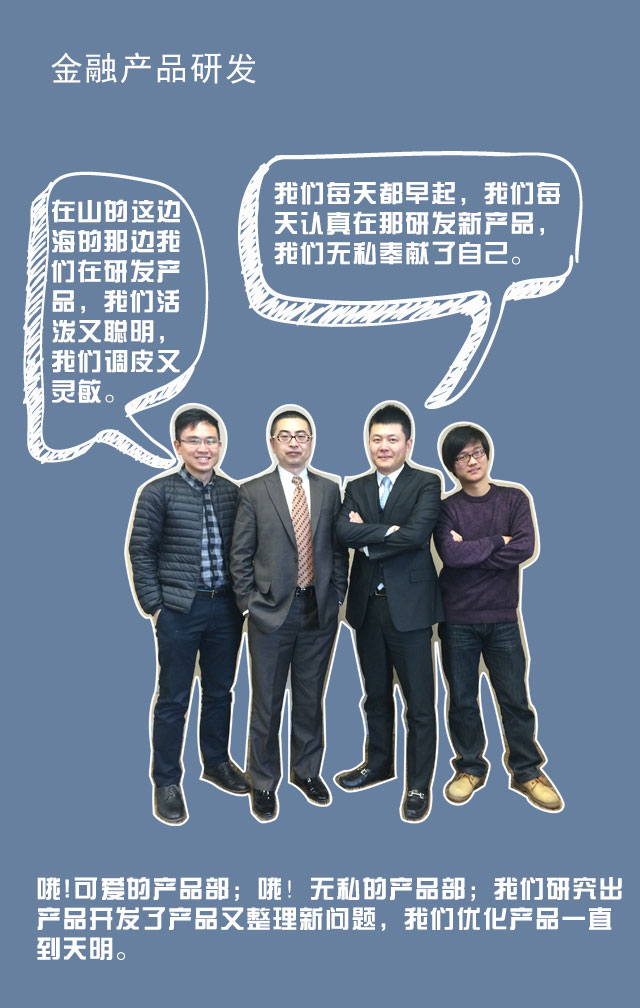 金融产品研发
在山的这边
海的那边我
们在研发产
品，我们活
泼又聪明，
我们调皮又
灵敏。
我们每天都早起，我们每
天认真在那研发新产品，
我们无私奉献了自己。
哦!可爱的产品部；哦！无私的产品部；我们研究出
产品开发了产品又整理新问题，我们优化产品一直
到天明。